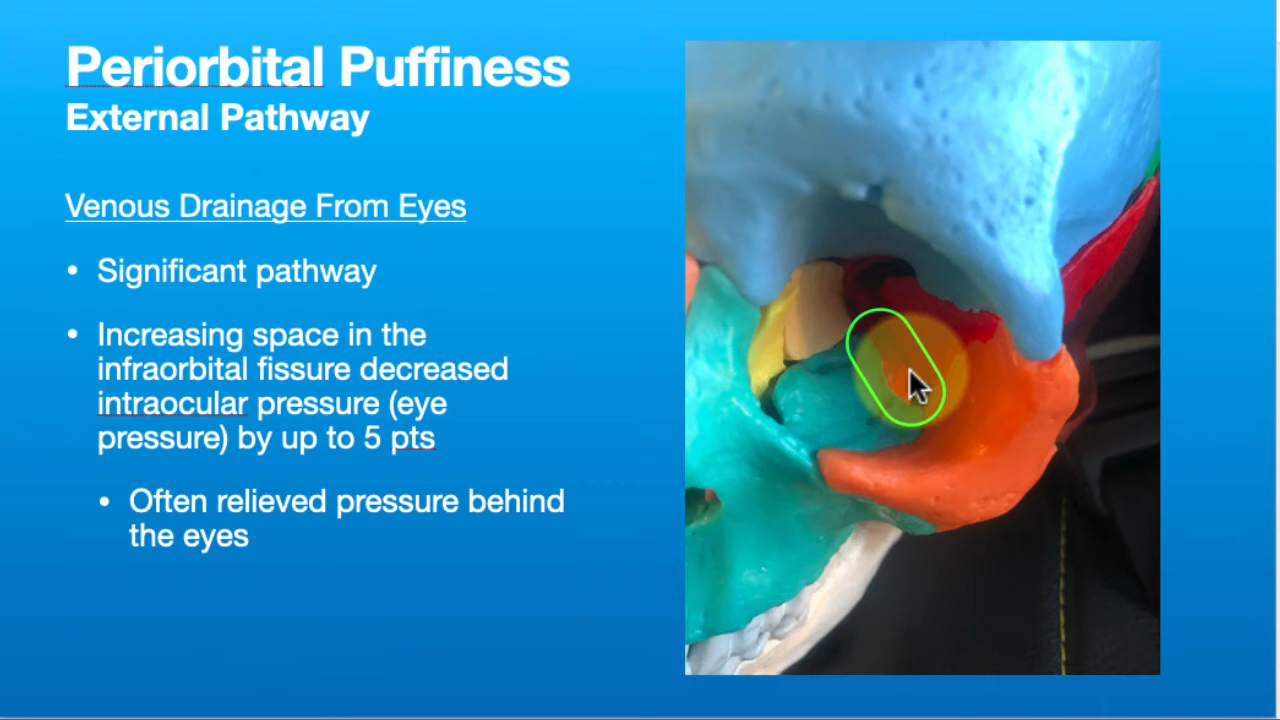 Periorbital Puffiness
External Pathway
Venous Drainage From Eyes
• Significant pathway
• Increasing space in the
infraorbital fissure decreased
intraocular pressure (eye
pressure) by up to 5 pts
• Often relieved pressure behind
the eyes